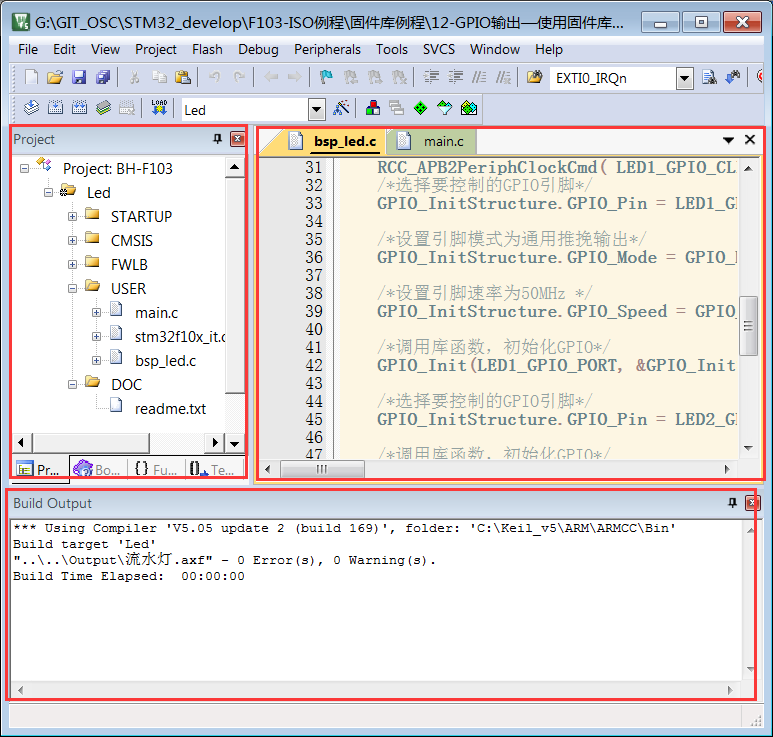 G:\GIT_OSC\STM32_develop\F103-ISO例程\固件库例程\12-GPIO输出—使用固件库...
File Edit View Project Flash Debug Peripherals Tools SVCS Window Help
EXTI0_IRQn
LOAD
Led
Project
Project: BH-F103
Led
STARTUP
CMSIS
FWLB
USER
main.c
stm32f10x_it.c
bsp_led.c
DOC
readme.txt
Pr... Bo... {} Fu... Te...
bsp_led.c main.c
31 RCC_APB2PeriphClockCmd( LED1_GPIO_CL
32 /*选择要控制的GPIO引脚*/
33 GPIO_InitStructure.GPIO_Pin = LED1_G
34
35 /*设置引脚模式为通用推挽输出*/
36 GPIO_InitStructure.GPIO_Mode = GPIO_
37
38 /*设置引脚速率为50MHz */
39 GPIO_InitStructure.GPIO_Speed = GPIO_
40
41 /*调用库函数，初始化GPIO*/
42 GPIO_Init(LED1_GPIO_PORT, &GPIO_Init
43
44 /*选择要控制的GPIO引脚*/
45 GPIO_InitStructure.GPIO_Pin = LED2_G
46
47 /*调用库函数，初始化GPIO*/
Build Output
*** Using Compiler 'V5.05 update 2 (build 169)', folder: 'C:\Keil_v5\ARM\ARMCC\Bin'
Build target 'Led'
"..\..\Output\流水灯.axf" - 0 Error(s), 0 Warning(s).
Build Time Elapsed:  00:00:00